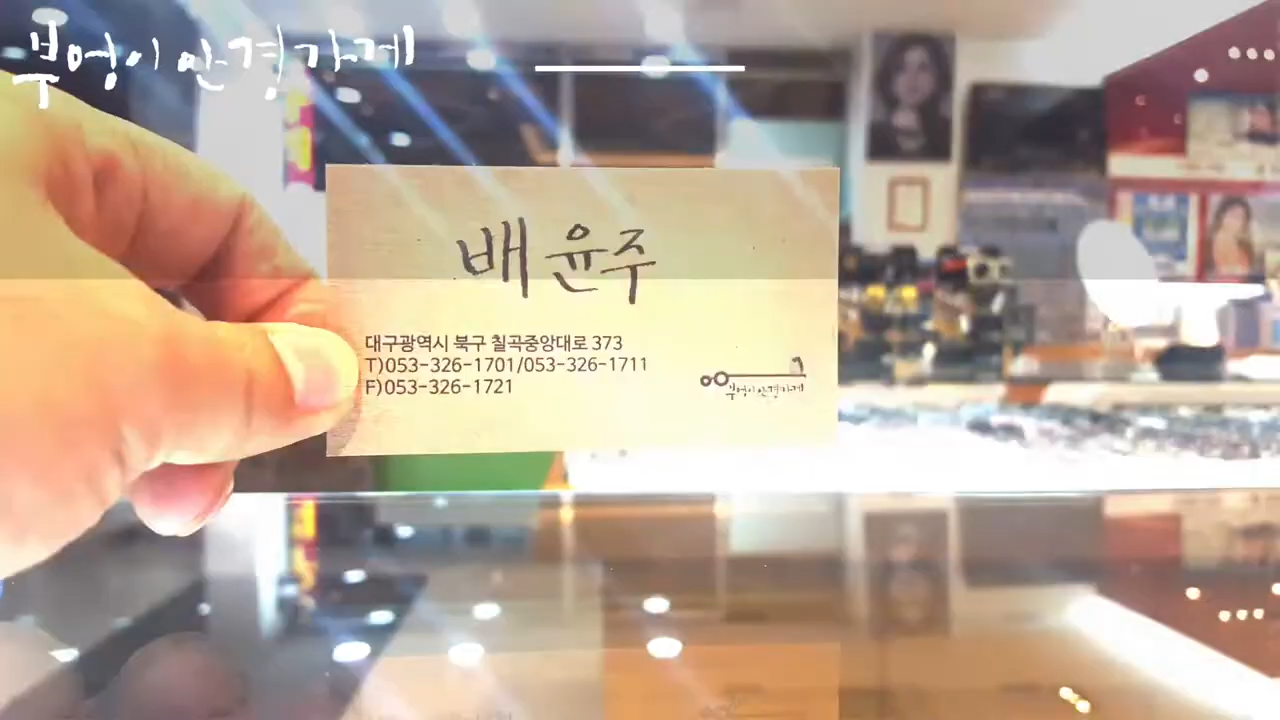 부엉이 안경가게
배윤주
대구광역시 북구 칠곡중앙대로 373
T)053-326-1701/053-326-1711
F)053-326-1721
부엉이안경가게